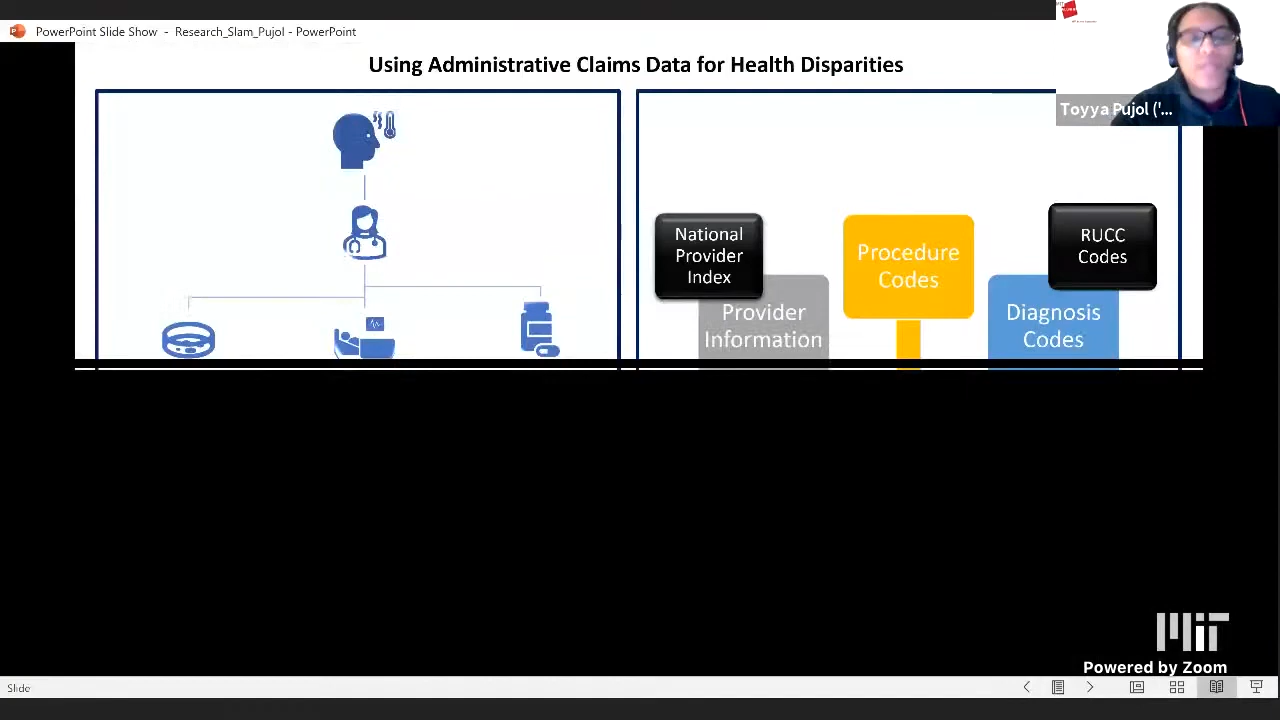 PowerPoint Slide Show - Research_Slam_Pujol - PowerPoint
Using Administrative Claims Data for Health Disparities
Toyya Pujol ('...
National
Provider
Index
Provider
Information
Procedure
Codes
RUCC
Codes
Diagnosis
Codes
MIT
Powered by Zoom
Slide